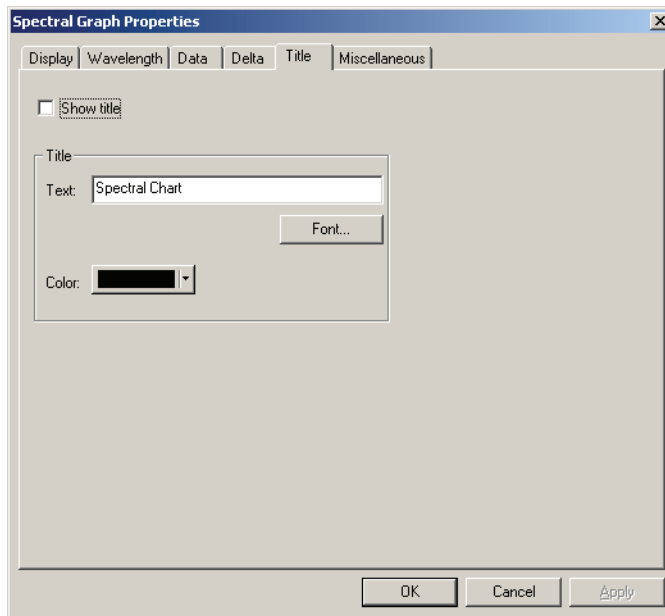 Spectral Graph Properties
Display Wavelength Data Delta Title Miscellaneous
Show title
Title
Text: Spectral Chart
Font...
Color:
OK Cancel Apply